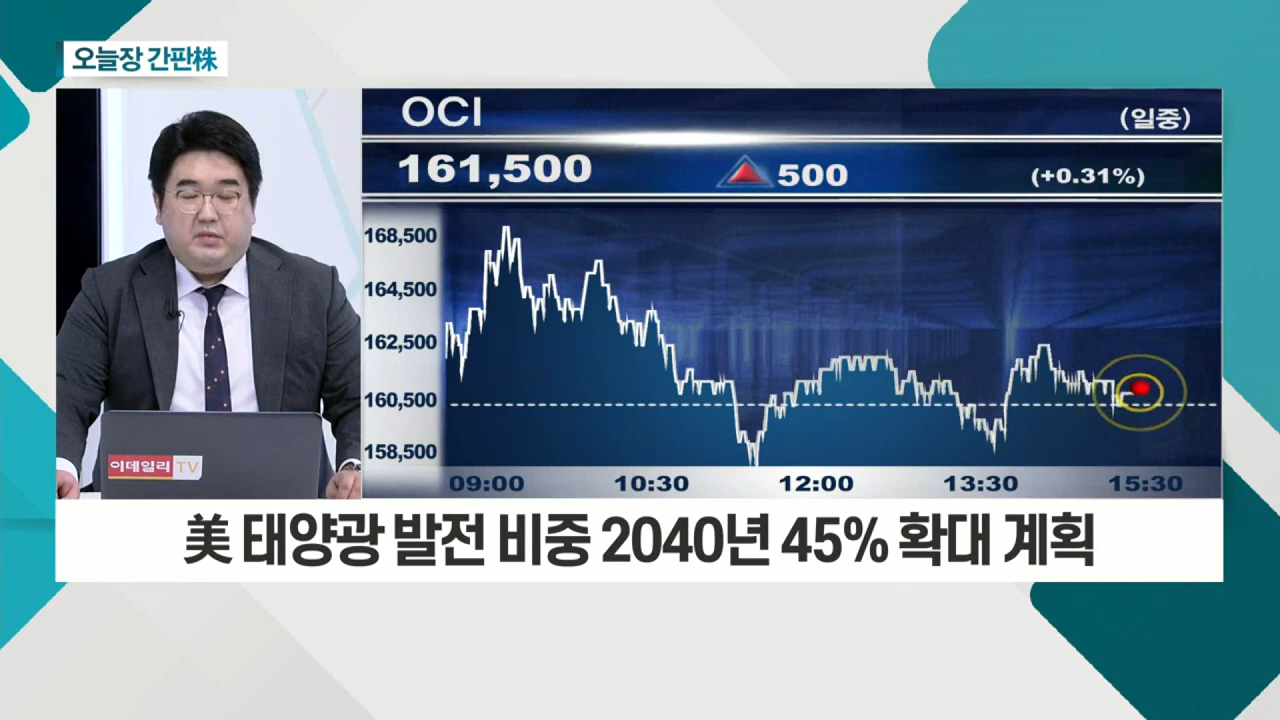 오늘장 간판株
OCI
(일중)
161,500 500 (+0.31%)
168,500
164,500
162,500
160,500
158,500
09:00 10:30 12:00 13:30 15:30
이데일리TV
美 태양광 발전 비중 2040년 45% 확대 계획